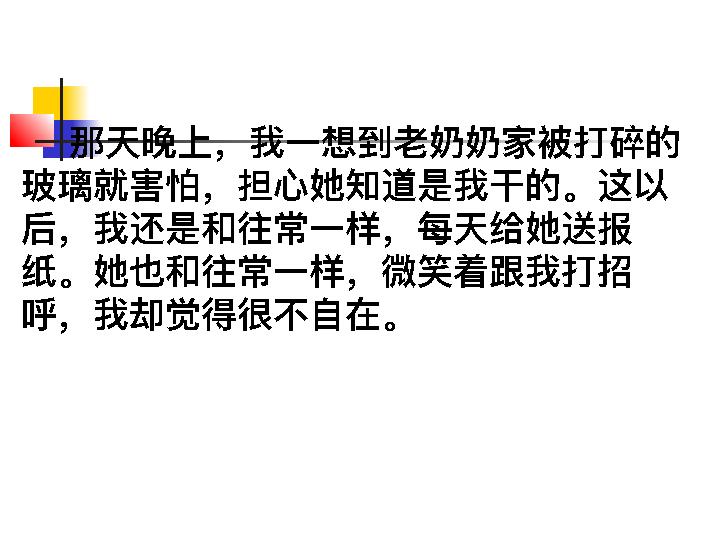 那天晚上，我一想到老奶奶家被打碎的
玻璃就害怕，担心她知道是我干的。这以
后，我还是和往常一样，每天给她送报
纸。她也和往常一样，微笑着跟我打招
呼，我却觉得很不自在。